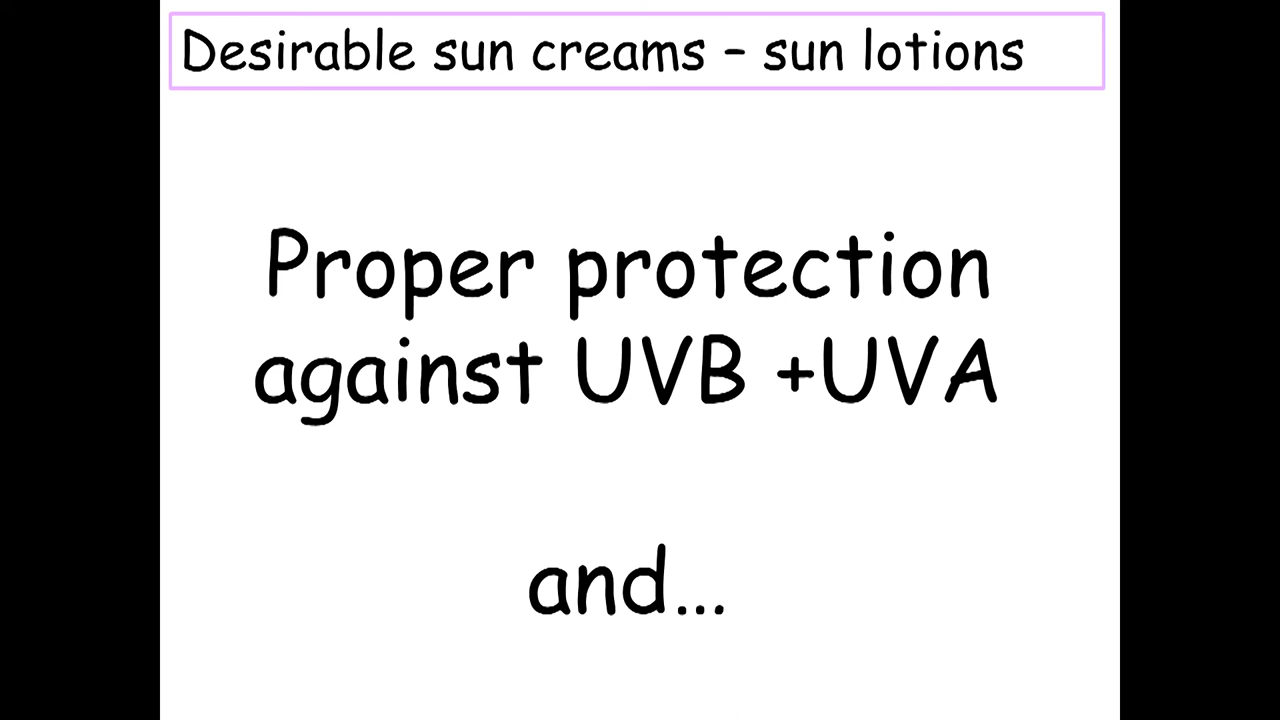 Desirable sun creams – sun lotions
Proper protection
against UVB +UVA
and...